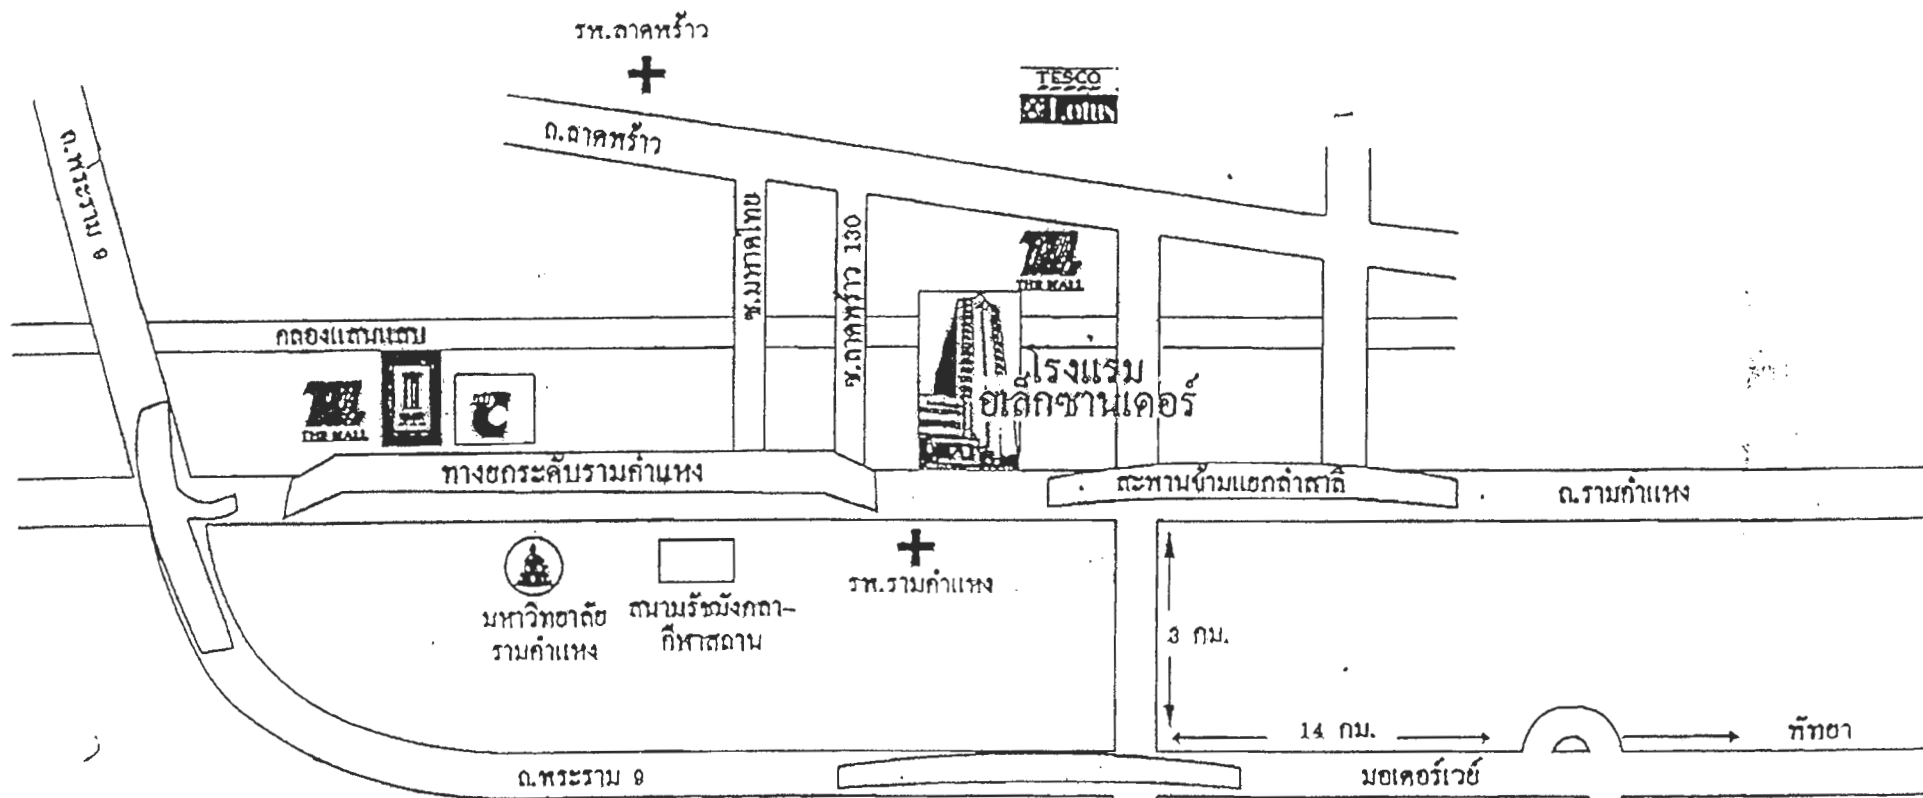 รพ.ลาดพร้าว
TESCO
Lotus
ถ.ลาดพร้าว
ถ.พระราม 9
ซ.มหาดไทย
ซ.ลาดพร้าว 130
THE MALL
คลองแสนแสบ
โรงแรม
อเล็กซานเดอร์
THE MALL
ทางยกระดับรามคำแหง
สะพานข้ามแยกลำสาลี
ถ.รามคำแหง
มหาวิทยาลัย
รามคำแหง
สนามรัชมังคลา-
กีฬาสถาน
รพ.รามคำแหง
3 กม.
14 กม.
พัทยา
ถ.พระราม 9
มอเตอร์เวย์